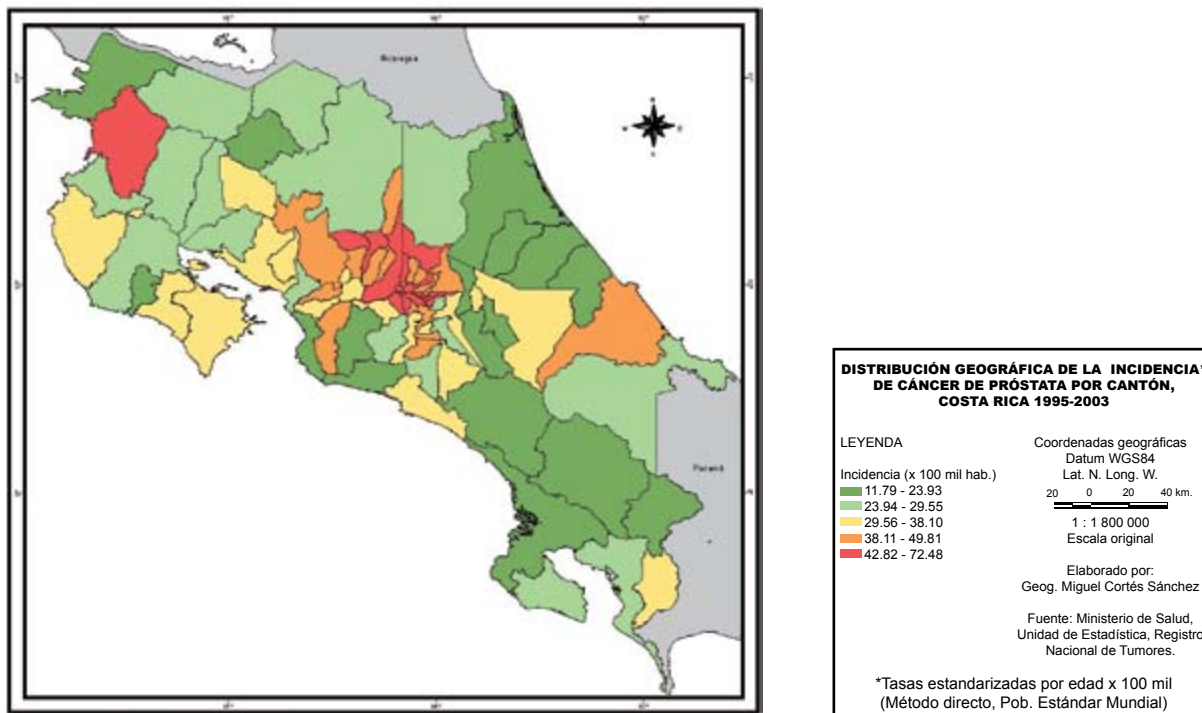 Nicaragua
Panamá
DISTRIBUCIÓN GEOGRÁFICA DE LA INCIDENCIA*
DE CÁNCER DE PRÓSTATA POR CANTÓN,
COSTA RICA 1995-2003
LEYENDA
Incidencia (x 100 mil hab.)
11.79 - 23.93
23.94 - 29.55
29.56 - 38.10
38.11 - 49.81
42.82 - 72.48
Coordenadas geográficas
Datum WGS84
Lat. N. Long. W.
20 0 20 40 km.
1 : 1 800 000
Escala original
Elaborado por:
Geog. Miguel Cortés Sánchez
Fuente: Ministerio de Salud,
Unidad de Estadística, Registro
Nacional de Tumores.
*Tasas estandarizadas por edad x 100 mil
(Método directo, Pob. Estándar Mundial)